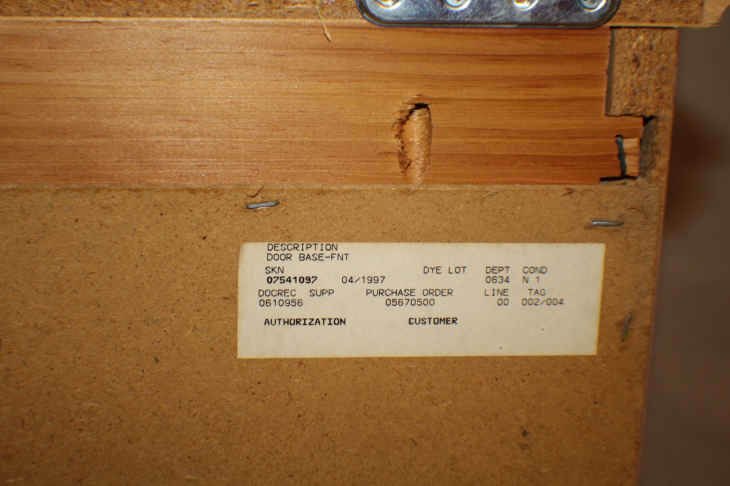 DESCRIPTION
DOOR BASE-FNT
SKN DYE LOT DEPT COND
07541097 04/1997 0634 N 1
DOCREC SUPP PURCHASE ORDER LINE TAG
0610956 05670500 00 002/004
AUTHORIZATION CUSTOMER